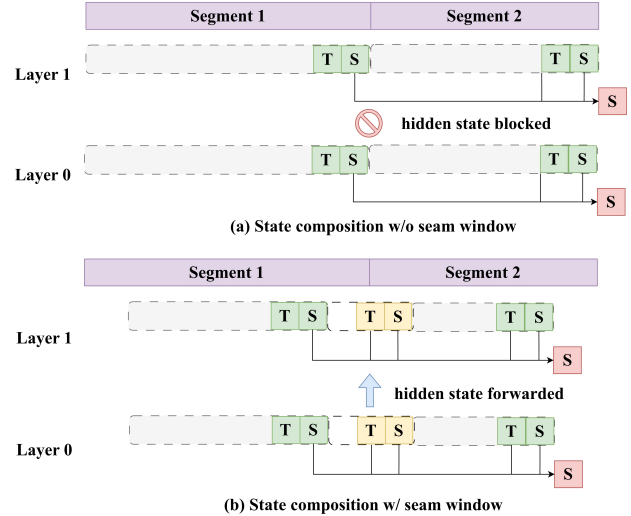 Segment 1 Segment 2
Layer 1 T S T S
S
hidden state blocked
Layer 0 T S T S
S
(a) State composition w/o seam window
Segment 1 Segment 2
T S T S T S
Layer 1
S
hidden state forwarded
T S T S T S
Layer 0
S
(b) State composition w/ seam window